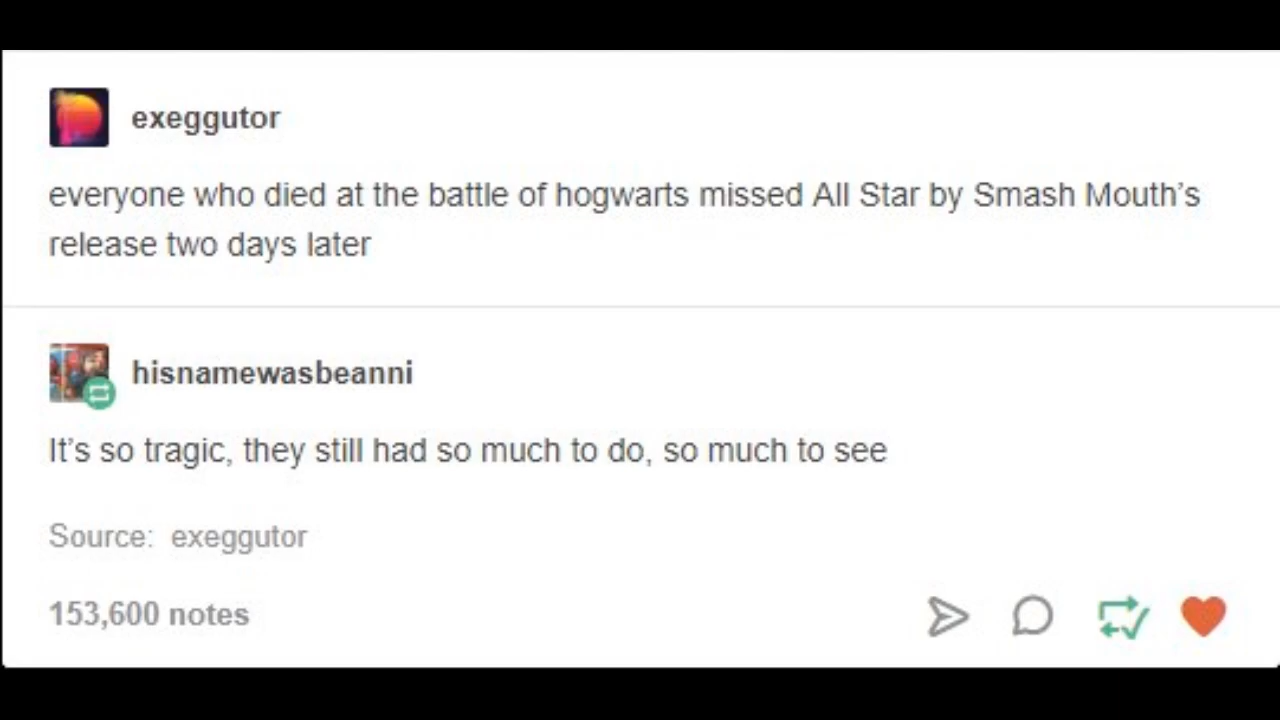 exeggutor
everyone who died at the battle of hogwarts missed All Star by Smash Mouth’s
release two days later
hisnamewasbeanni
It’s so tragic, they still had so much to do, so much to see
Source: exeggutor
153,600 notes